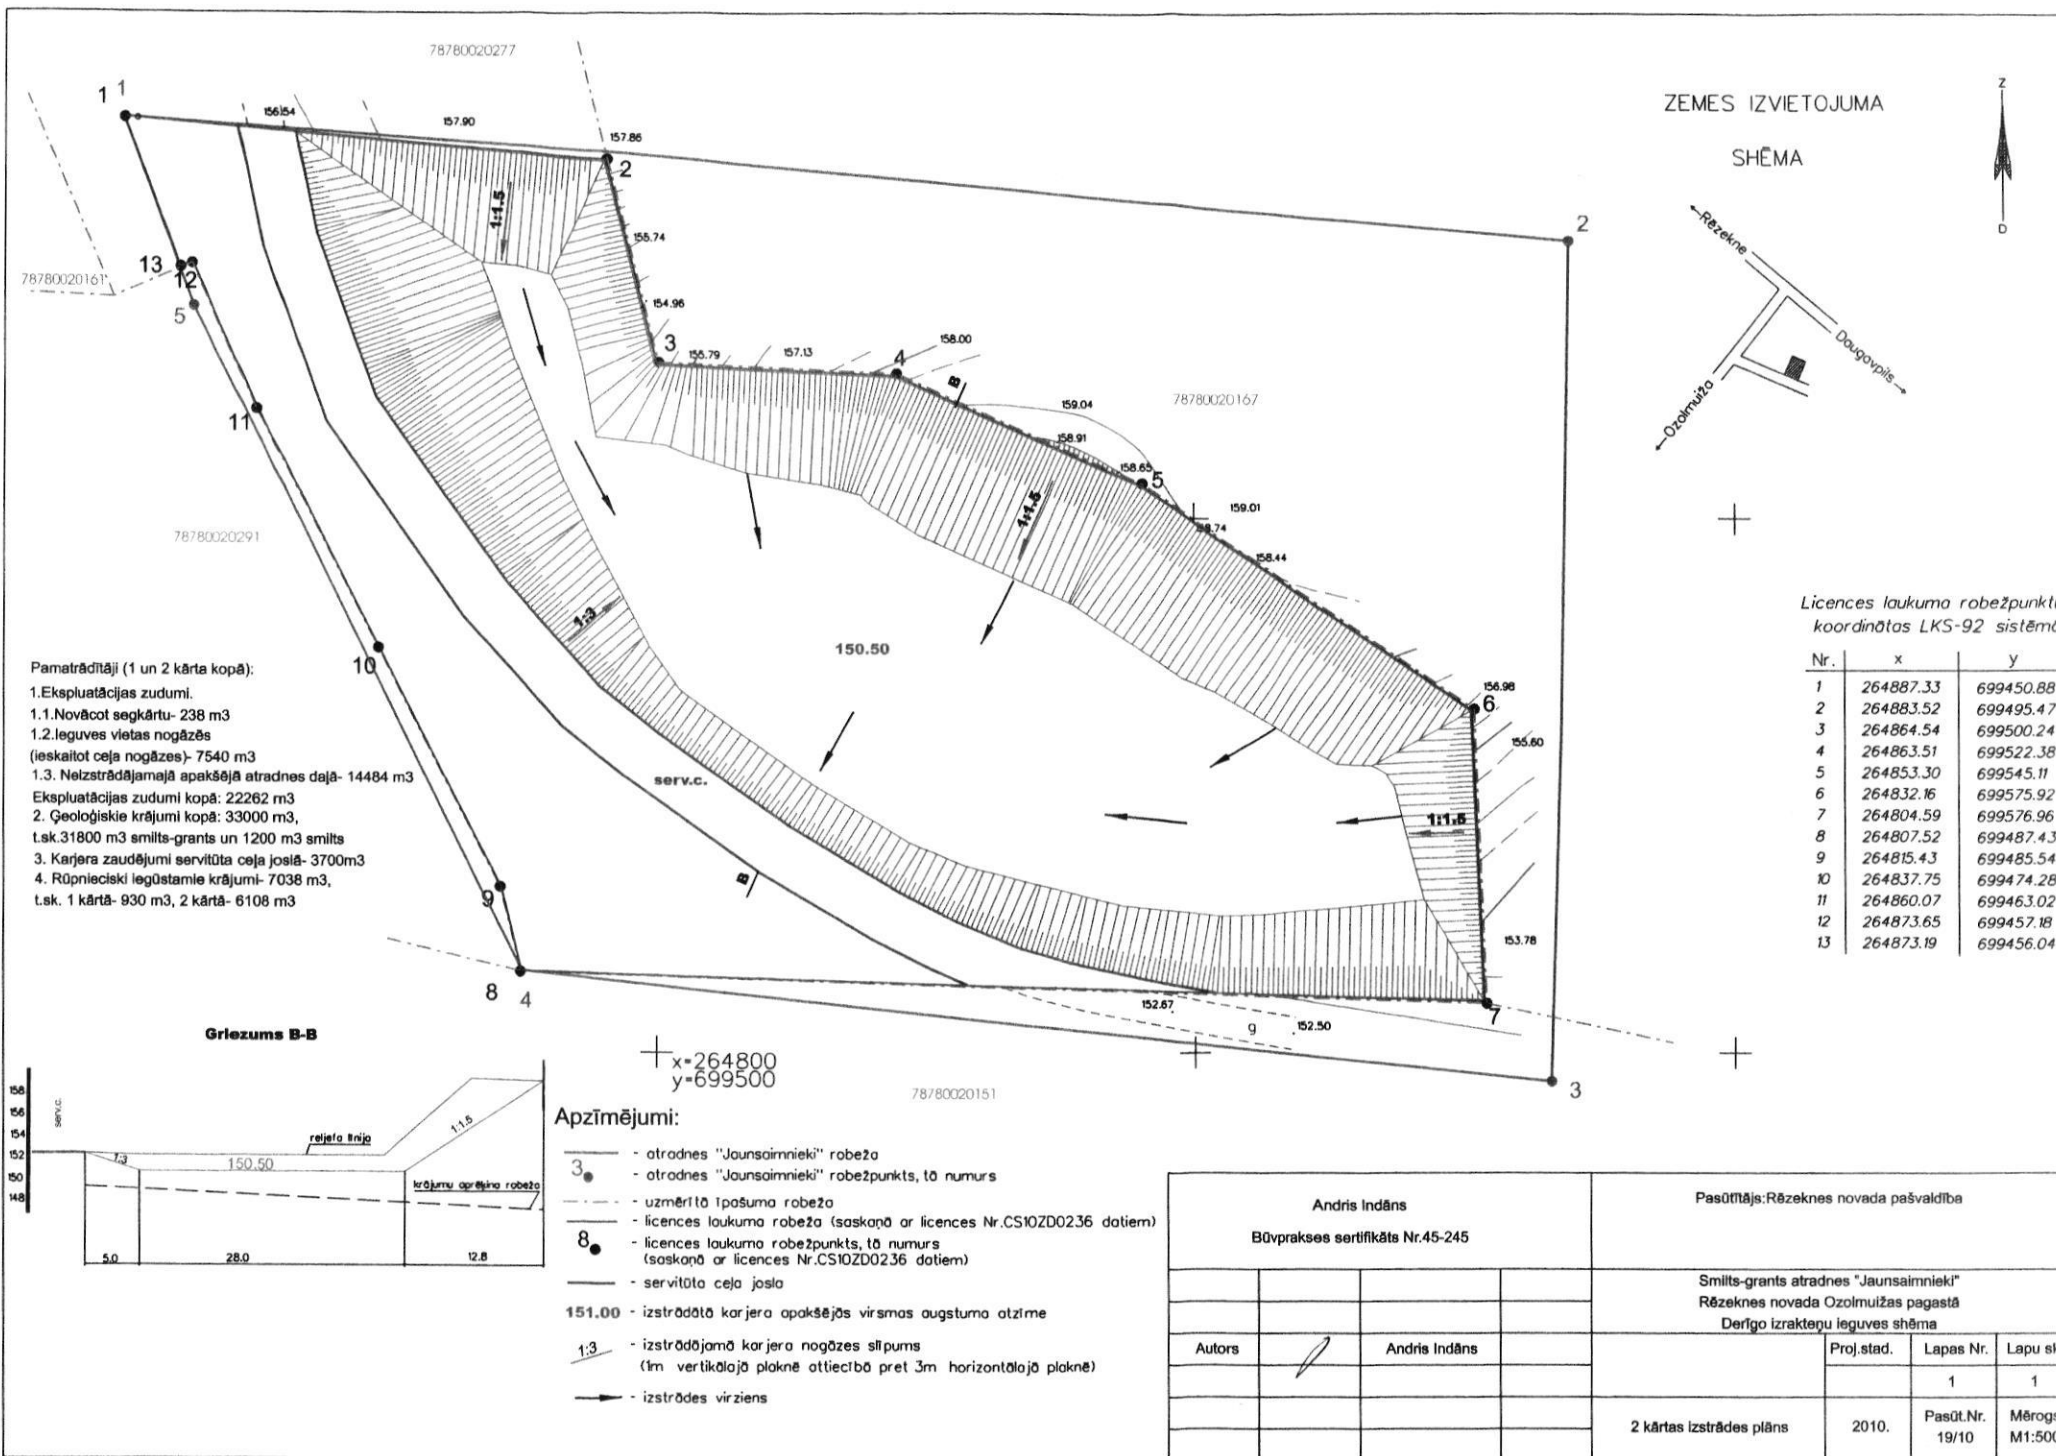 78780020277
1 1
156.54
157.90
157.86
2
1:1.5
155.74
13
12
78780020161
5
154.96
3
155.79
157.13
4
158.00
B
159.04
78780020167
158.91
158.65
5
11
1:1.5
159.01
158.74
158.44
78780020291
1:3
150.50
10
156.98
6
155.60
serv.c.
1:1.5
B
9
153.78
8
4
152.67
g
152.50
7
2
3
x=264800
y=699500
78780020151
ZEMES IZVIETOJUMA
SHĒMA
Z
D
Rēzekne
Daugavpils
Ozolmuiža
Licences laukuma robežpunkt
koordinātas LKS-92 sistēm
Nr. x y
1 264887.33 699450.88
2 264883.52 699495.47
3 264864.54 699500.24
4 264863.51 699522.38
5 264853.30 699545.11
6 264832.16 699575.92
7 264804.59 699576.96
8 264807.52 699487.43
9 264815.43 699485.54
10 264837.75 699474.28
11 264860.07 699463.02
12 264873.65 699457.18
13 264873.19 699456.04
Pamatrādītāji (1 un 2 kārta kopā):
1.Ekspluatācijas zudumi.
1.1.Novācot segkārtu- 238 m3
1.2.Ieguves vietas nogāzēs
(ieskaitot ceļa nogāzes)- 7540 m3
1.3. Neizstrādājamajā apakšējā atradnes daļā- 14484 m3
Ekspluatācijas zudumi kopā: 22262 m3
2. Ģeoloģiskie krājumi kopā: 33000 m3,
t.sk.31800 m3 smilts-grants un 1200 m3 smilts
3. Karjera zaudējumi servitūta ceļa joslā- 3700m3
4. Rūpnieciski iegūstamie krājumi- 7038 m3,
t.sk. 1 kārtā- 930 m3, 2 kārtā- 6108 m3
Griezums B-B
158
156
154
152
150
148
serv.c.
1:3
150.50
reljefa līnija
1:1.5
krājumu aprēķina robeža
5.0
28.0
12.8
Apzīmējumi:
- atradnes "Jaunsaimnieki" robeža
3 - atradnes "Jaunsaimnieki" robežpunkts, tā numurs
- uzmērītā īpašuma robeža
- licences laukuma robeža (saskaņā ar licences Nr.CS10ZD0236 datiem)
8 - licences laukuma robežpunkts, tā numurs
(saskaņā ar licences Nr.CS10ZD0236 datiem)
- servitūta ceļa josla
151.00 - izstrādātā karjera apakšējās virsmas augstuma atzīme
1:3 - izstrādājamā karjera nogāzes slīpums
(1m vertikālajā plaknē attiecībā pret 3m horizontālajā plaknē)
- izstrādes virziens
Andris Indāns
Būvprakses sertifikāts Nr.45-245
Pasūtītājs:Rēzeknes novada pašvaldība
Smilts-grants atradnes "Jaunsaimnieki"
Rēzeknes novada Ozolmuižas pagastā
Derīgo izrakteņu ieguves shēma
Autors Andris Indāns
Proj.stad. Lapas Nr. Lapu sk
1 1
2 kārtas izstrādes plāns
2010.
Pasūt.Nr.
19/10
Mērogs
M1:500